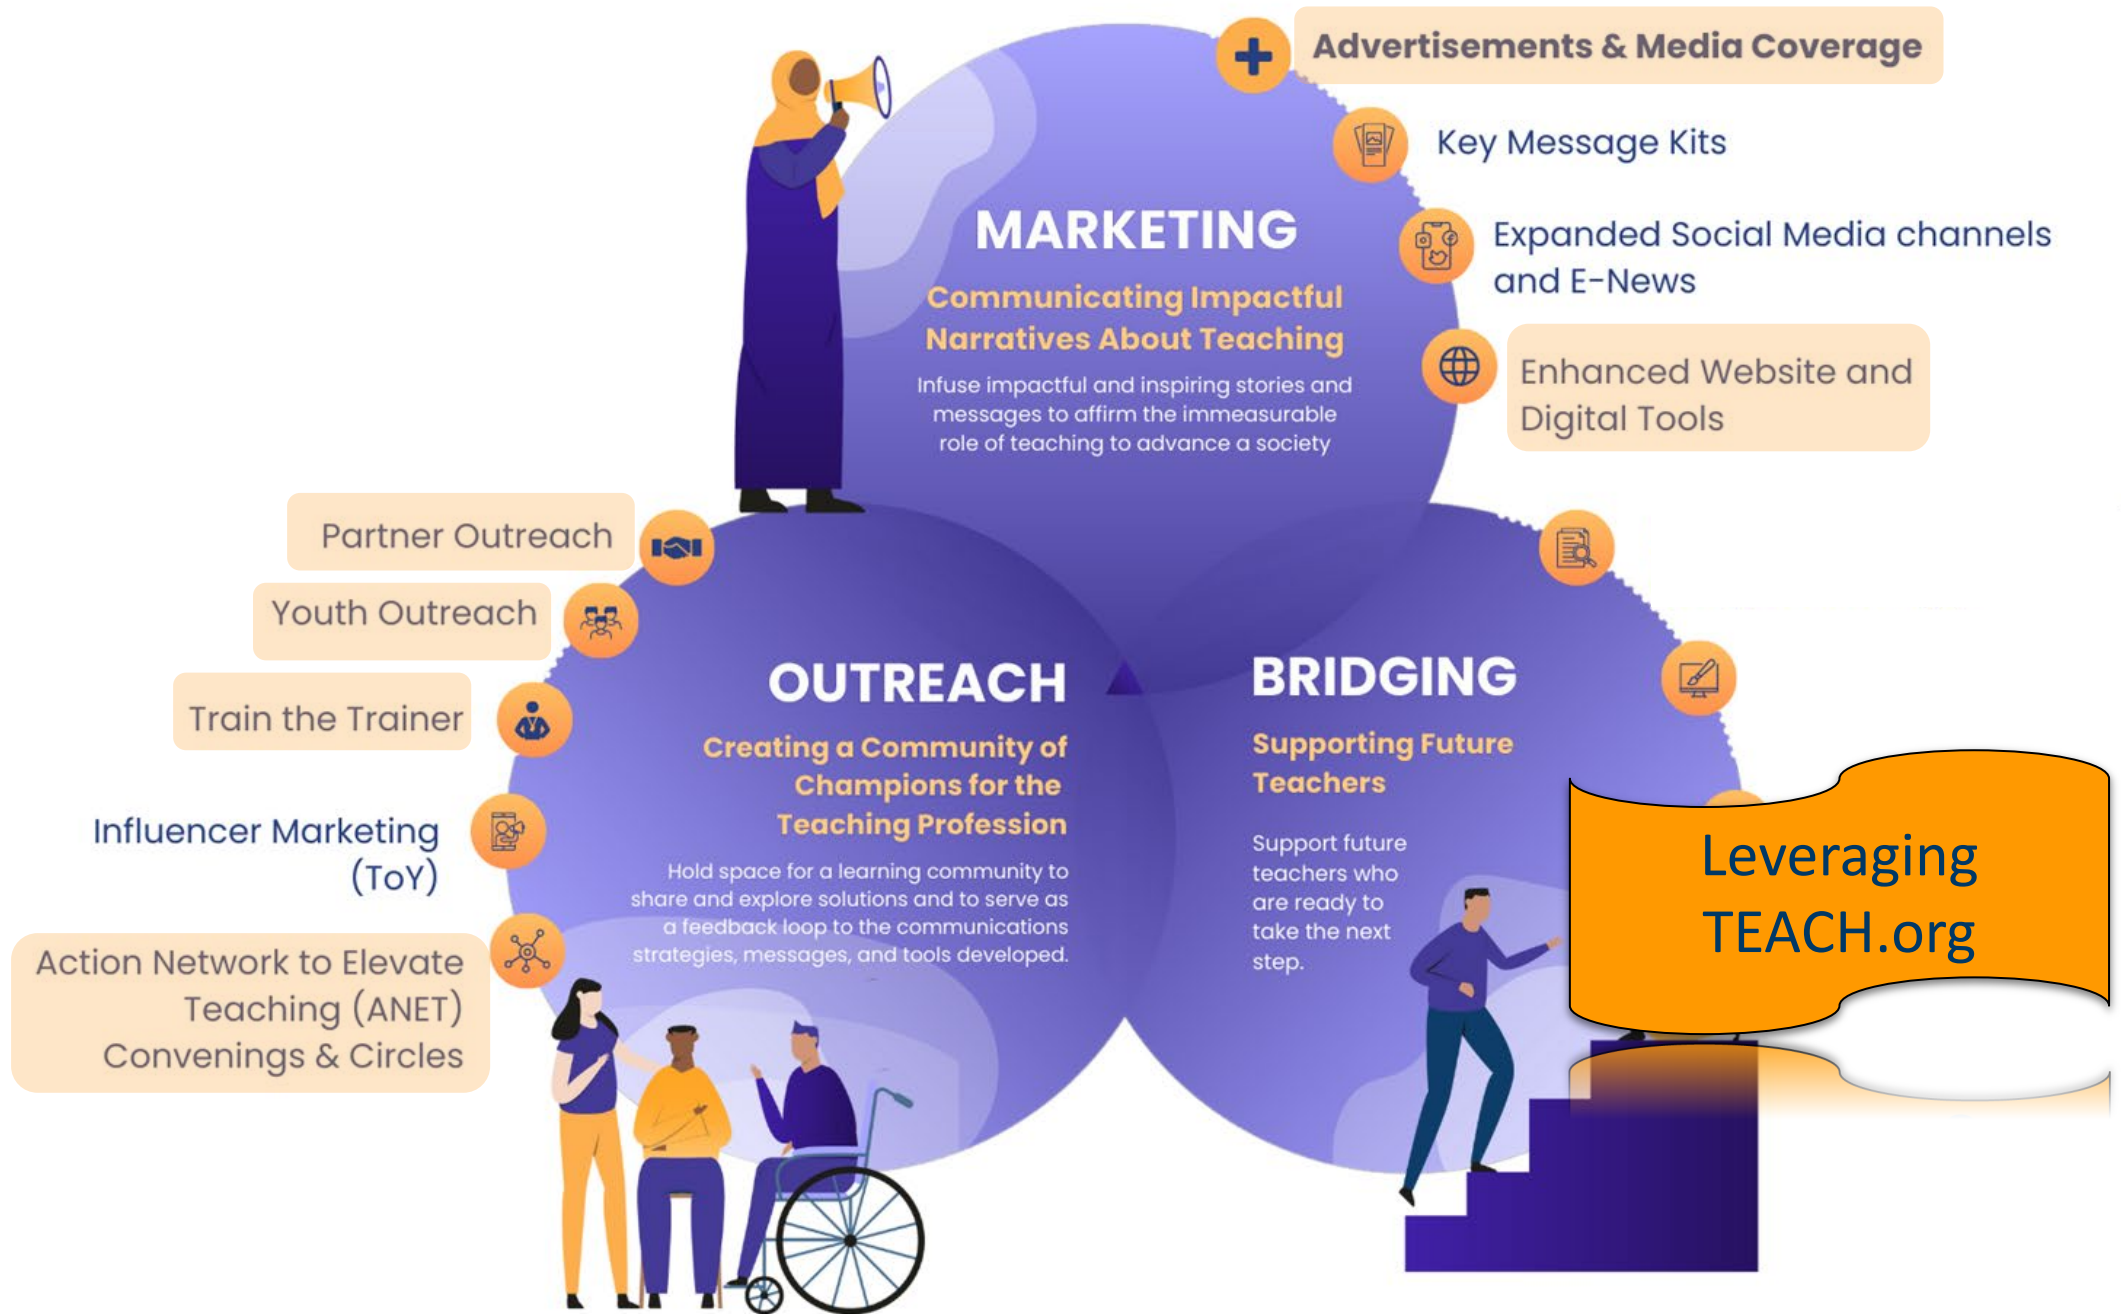 Advertisements & Media Coverage
Key Message Kits
Expanded Social Media channels
and E-News
Enhanced Website and
Digital Tools
MARKETING
Communicating Impactful
Narratives About Teaching
Infuse impactful and inspiring stories and
messages to affirm the immeasurable
role of teaching to advance a society
Partner Outreach
Youth Outreach
Train the Trainer
Influencer Marketing
(ToY)
Action Network to Elevate
Teaching (ANET)
Convenings & Circles
OUTREACH
Creating a Community of
Champions for the
Teaching Profession
Hold space for a learning community to
share and explore solutions and to serve as
a feedback loop to the communications
strategies, messages, and tools developed.
BRIDGING
Supporting Future
Teachers
Support future
teachers who
are ready to
take the next
step.
Leveraging
TEACH.org